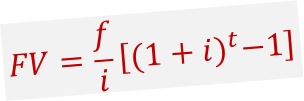 FV = f/i [(1 + i)^t −1]